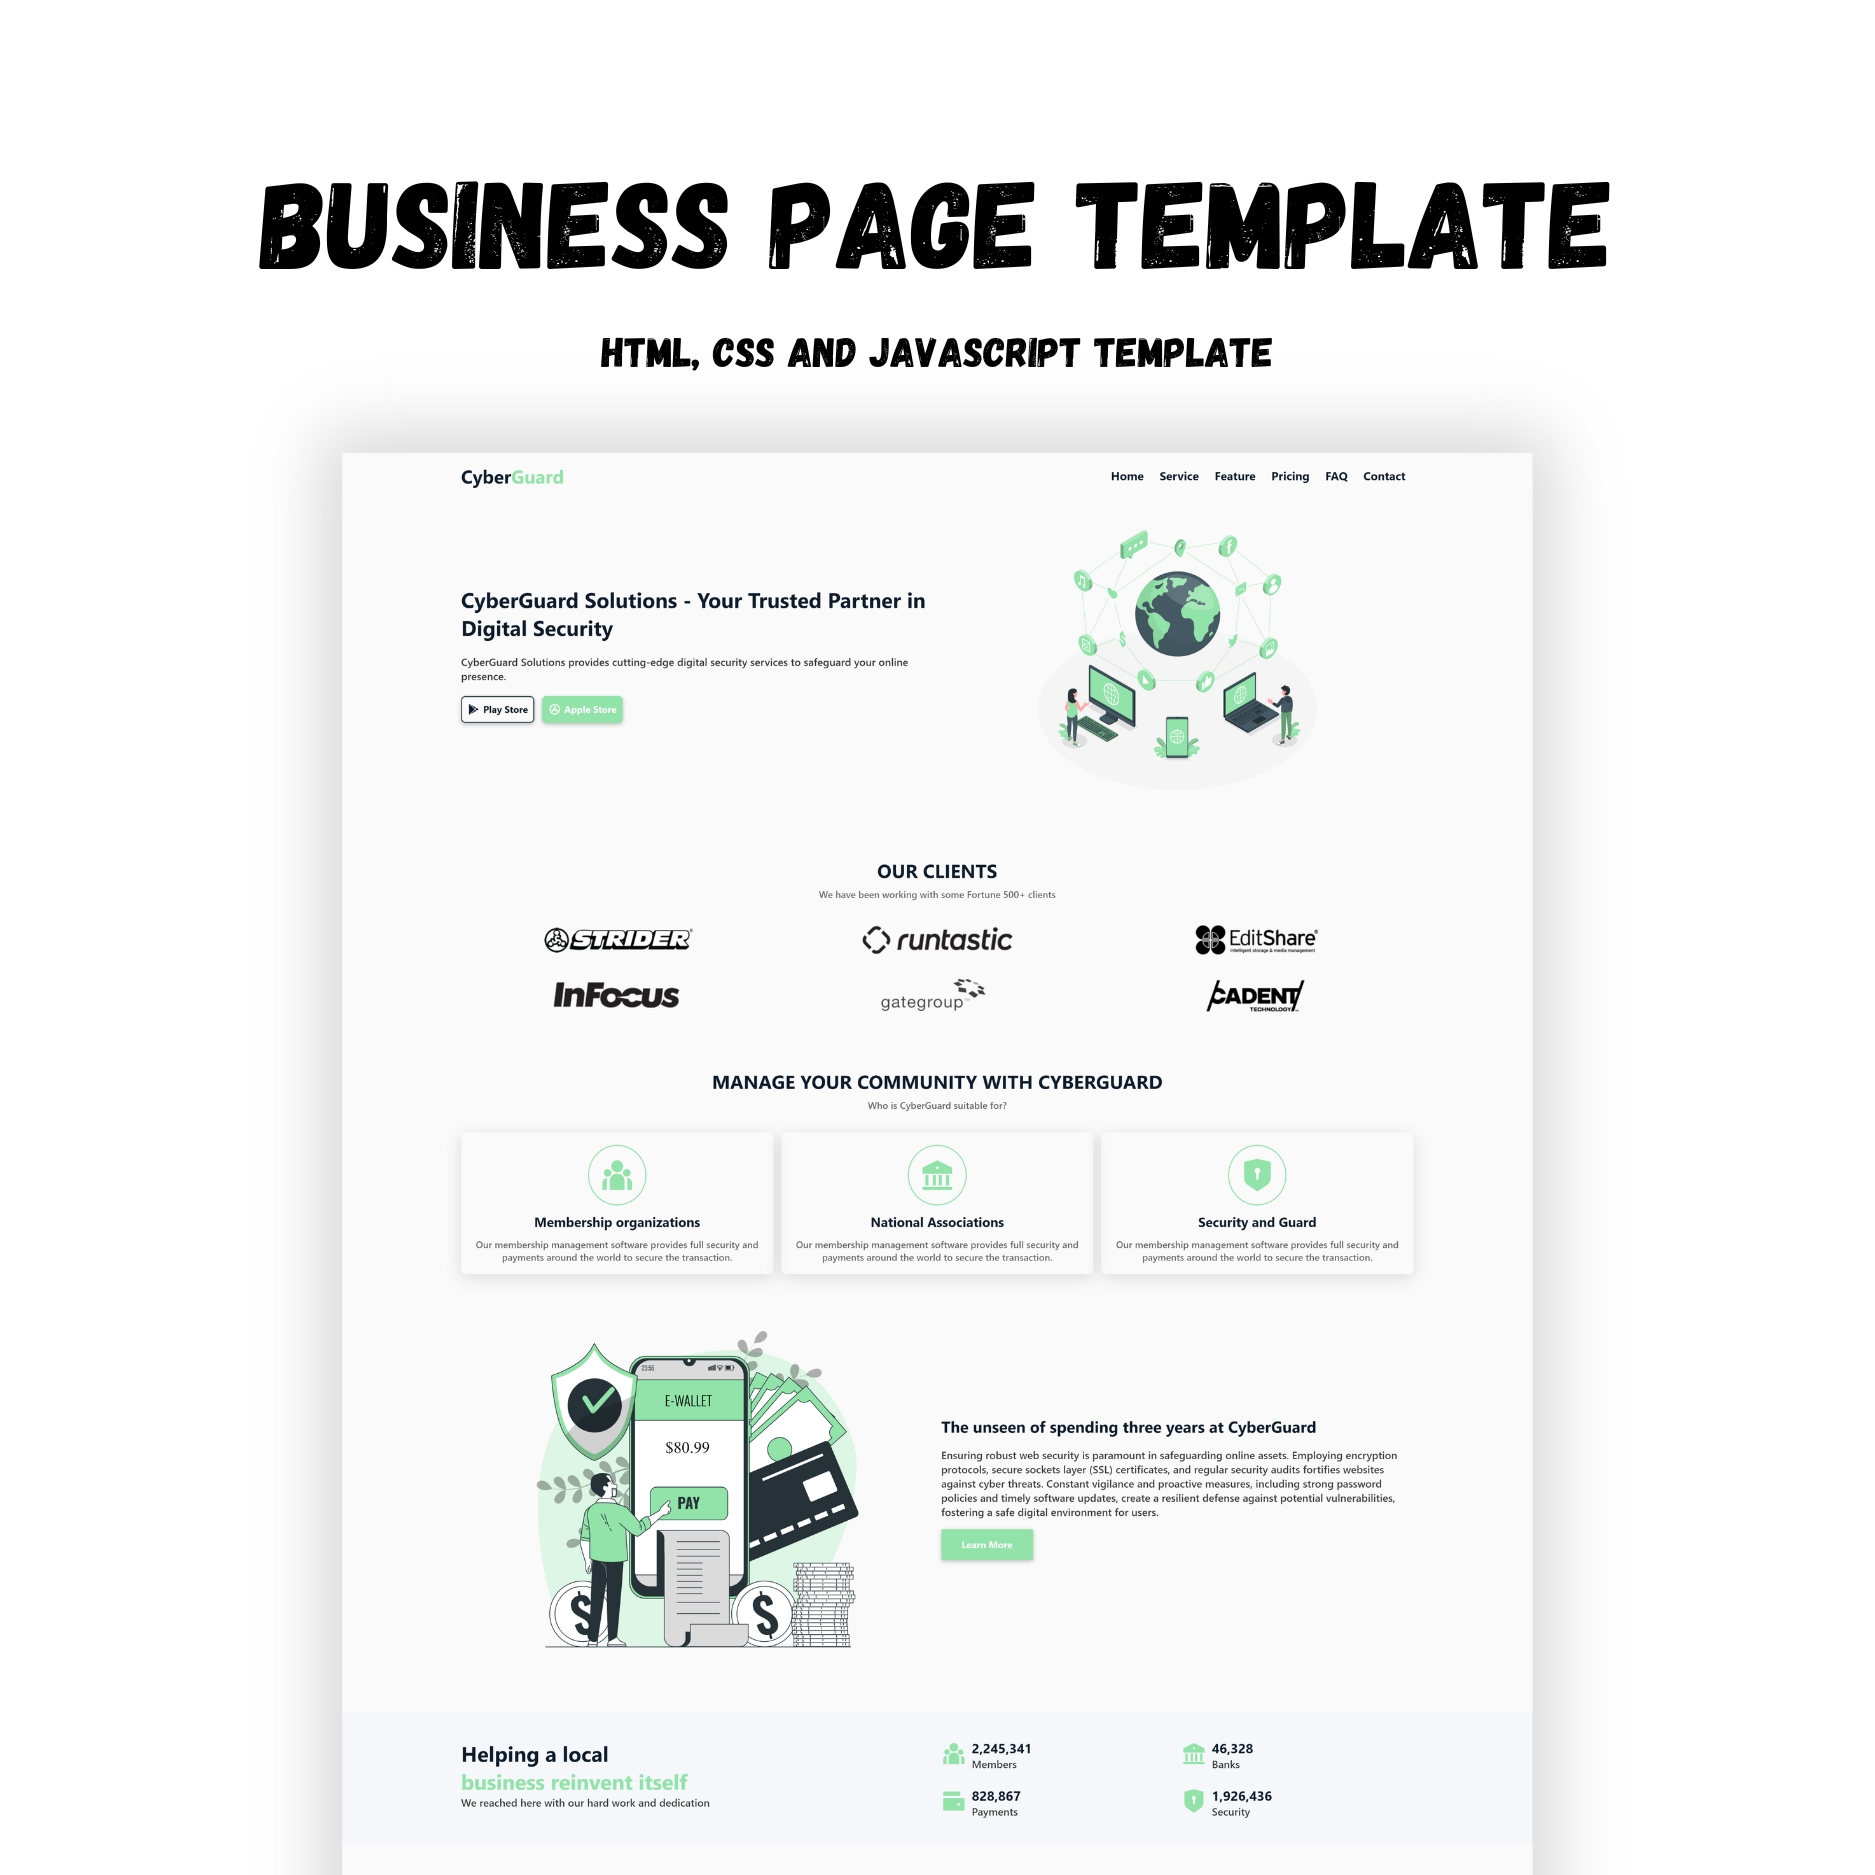 BUSINESS PAGE TEMPLATE
HTML, CSS AND JAVASCRIPT TEMPLATE
CyberGuard
Home Service Feature Pricing FAQ Contact
CyberGuard Solutions - Your Trusted Partner in
Digital Security
CyberGuard Solutions provides cutting-edge digital security services to safeguard your online
presence.
Play Store Apple Store
OUR CLIENTS
We have been working with some Fortune 500+ clients
STRIDER®
runtastic
EditShare®
Intelligent storage & media management
InFocus
gategroup™
CADENT
TECHNOLOGY
MANAGE YOUR COMMUNITY WITH CYBERGUARD
Who is CyberGuard suitable for?
Membership organizations
Our membership management software provides full security and
payments around the world to secure the transaction.
National Associations
Our membership management software provides full security and
payments around the world to secure the transaction.
Security and Guard
Our membership management software provides full security and
payments around the world to secure the transaction.
23:56
E-WALLET
$80.99
PAY
$
$
The unseen of spending three years at CyberGuard
Ensuring robust web security is paramount in safeguarding online assets. Employing encryption
protocols, secure sockets layer (SSL) certificates, and regular security audits fortifies websites
against cyber threats. Constant vigilance and proactive measures, including strong password
policies and timely software updates, create a resilient defense against potential vulnerabilities,
fostering a safe digital environment for users.
Learn More
Helping a local
business reinvent itself
We reached here with our hard work and dedication
2,245,341
Members
46,328
Banks
828,867
Payments
1,926,436
Security